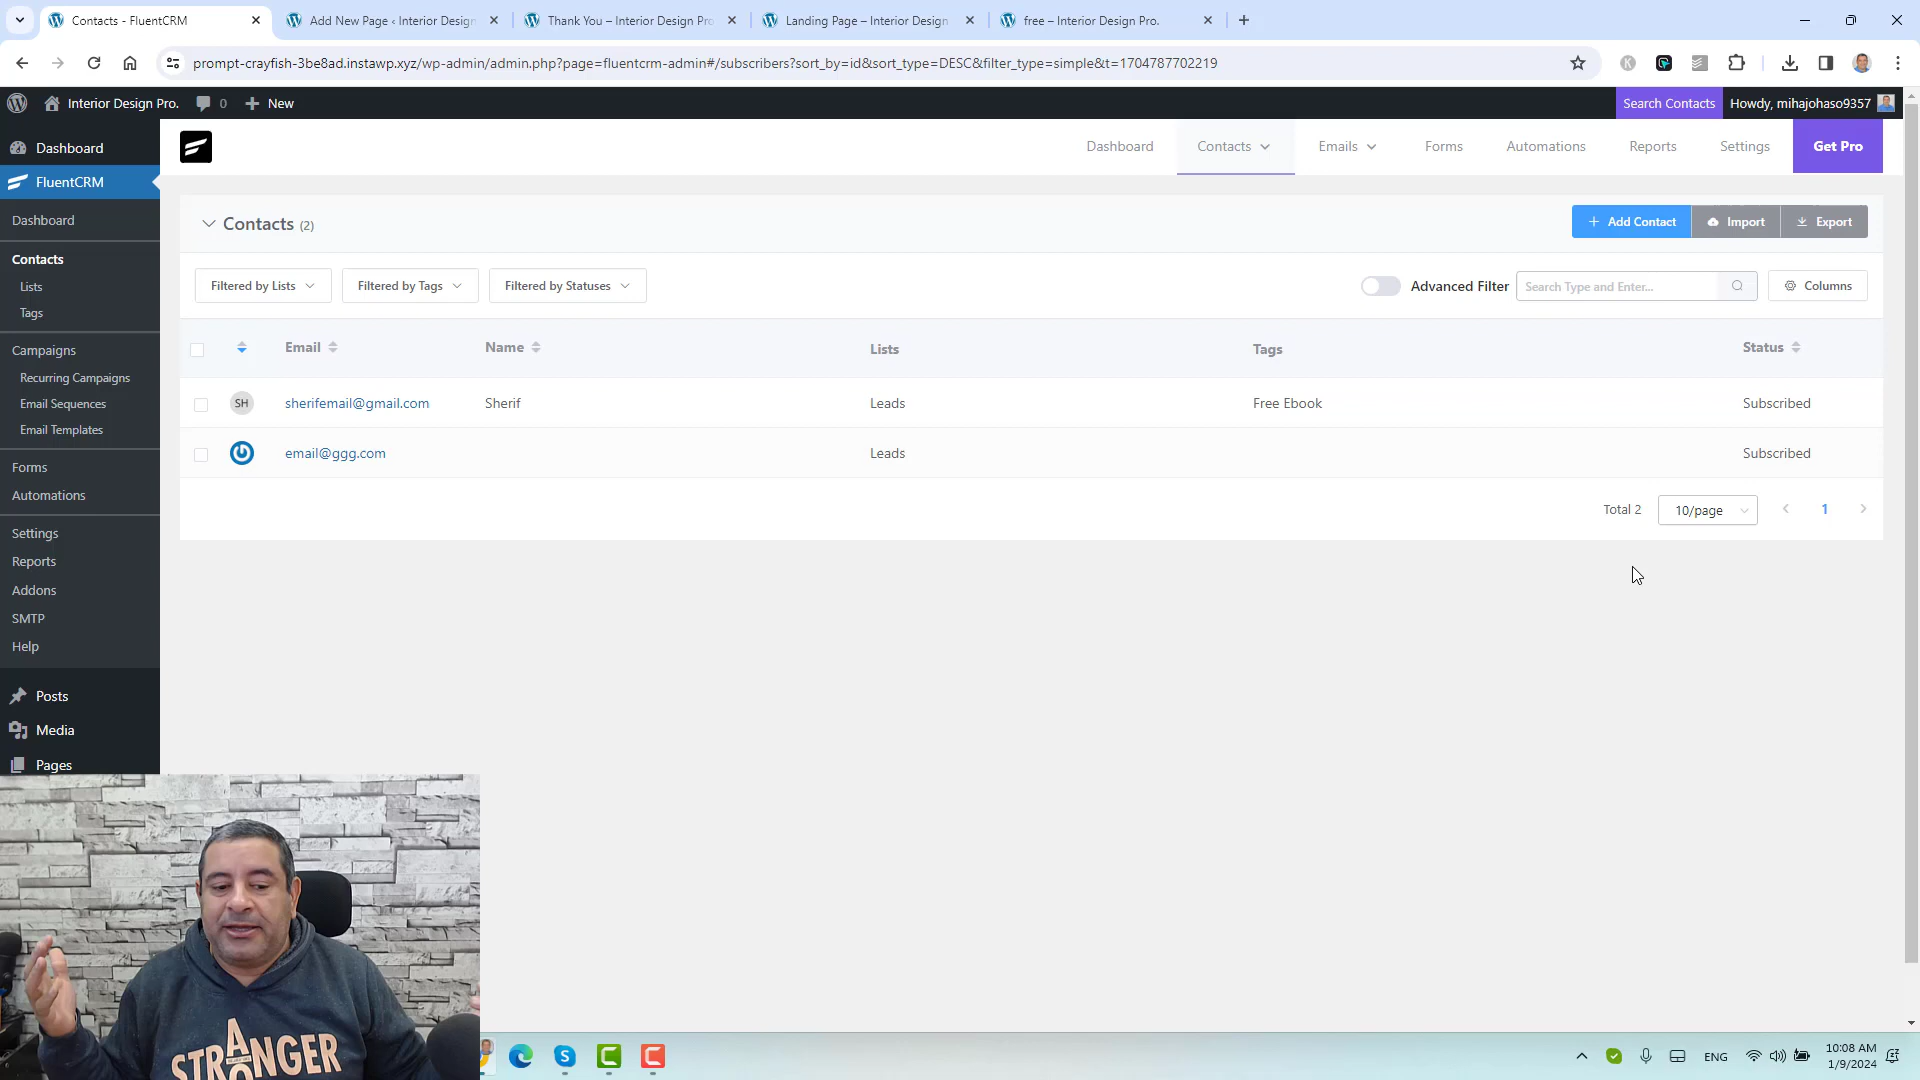 Contacts - FluentCRM
Add New Page ‹ Interior Design
Thank You – Interior Design Pro
Landing Page – Interior Design
free – Interior Design Pro.
prompt-crayfish-3be8ad.instawp.xyz/wp-admin/admin.php?page=fluentcrm-admin#/subscribers?sort_by=id&sort_type=DESC&filter_type=simple&t=1704787702219
Interior Design Pro.
0
New
Search Contacts
Howdy, mihajohaso9357
Dashboard
FluentCRM
Dashboard
Contacts
Lists
Tags
Campaigns
Recurring Campaigns
Email Sequences
Email Templates
Forms
Automations
Settings
Reports
Addons
SMTP
Help
Posts
Media
Pages
Dashboard
Contacts
Emails
Forms
Automations
Reports
Settings
Get Pro
Contacts (2)
Add Contact
Import
Export
Filtered by Lists
Filtered by Tags
Filtered by Statuses
Advanced Filter
Search Type and Enter...
Columns
Email
Name
Lists
Tags
Status
SH
sherifemail@gmail.com
Sherif
Leads
Free Ebook
Subscribed
email@ggg.com
Leads
Subscribed
Total 2
10/page
1
STRONGER
ENG
10:08 AM
1/9/2024